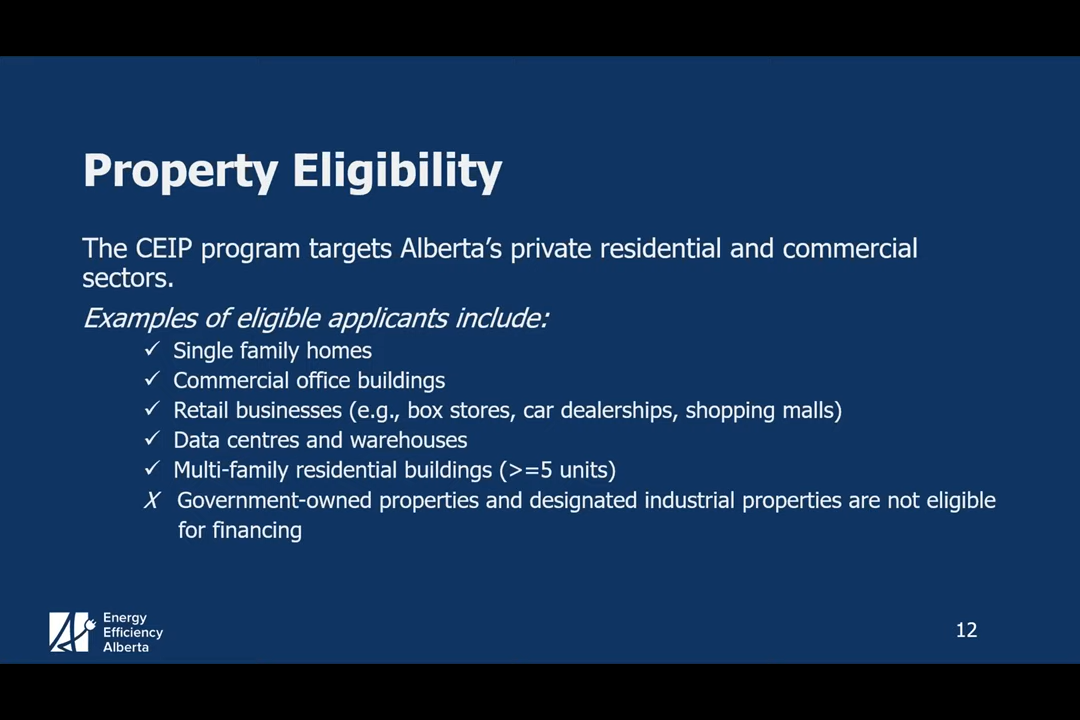 Property Eligibility
The CEIP program targets Alberta’s private residential and commercial
sectors.
Examples of eligible applicants include:
✓ Single family homes
✓ Commercial office buildings
✓ Retail businesses (e.g., box stores, car dealerships, shopping malls)
✓ Data centres and warehouses
✓ Multi-family residential buildings (>=5 units)
X Government-owned properties and designated industrial properties are not eligible
for financing
Energy
Efficiency
Alberta
12